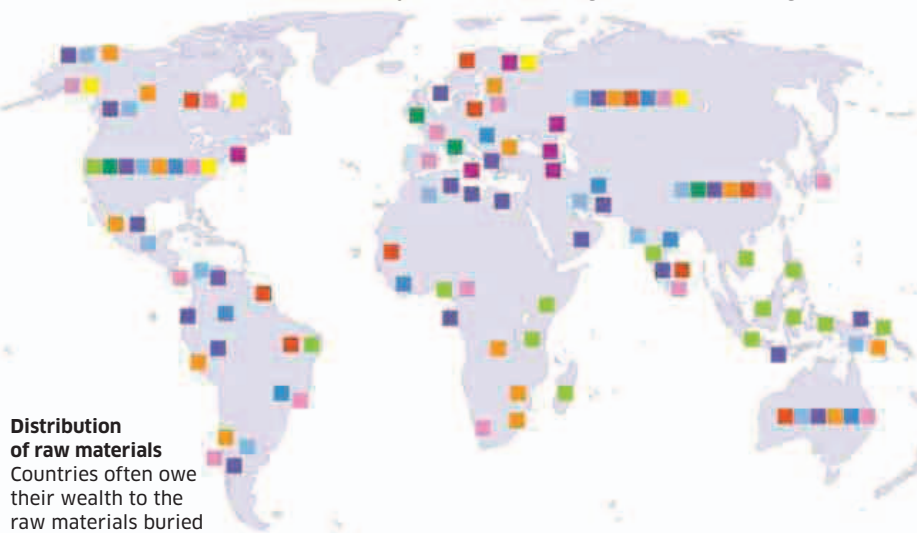 Distribution
of raw materials
Countries often owe
their wealth to the
raw materials buried